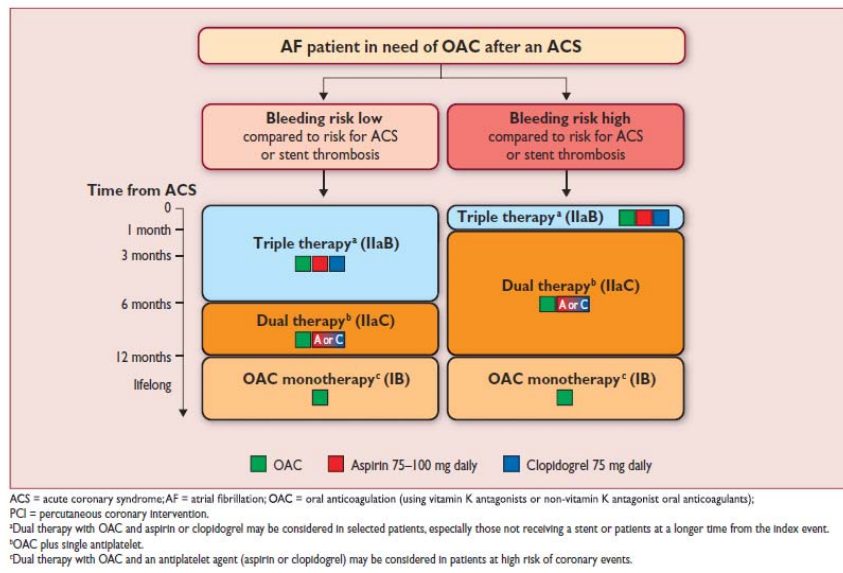 AF patient in need of OAC after an ACS
Bleeding risk low
compared to risk for ACS
or stent thrombosis
Bleeding risk high
compared to risk for ACS
or stent thrombosis
Time from ACS
0
1 month
3 months
6 months
12 months
lifelong
Triple therapyᵃ (IIaB)
Dual therapyᵇ (IIaC)
A or C
OAC monotherapyᶜ (IB)
Triple therapyᵃ (IIaB)
Dual therapyᵇ (IIaC)
A or C
OAC monotherapyᶜ (IB)
OAC
Aspirin 75–100 mg daily
Clopidogrel 75 mg daily
ACS = acute coronary syndrome; AF = atrial fibrillation; OAC = oral anticoagulation (using vitamin K antagonists or non-vitamin K antagonist oral anticoagulants);
PCI = percutaneous coronary intervention.
ᵃDual therapy with OAC and aspirin or clopidogrel may be considered in selected patients, especially those not receiving a stent or patients at a longer time from the index event.
ᵇOAC plus single antiplatelet.
ᶜDual therapy with OAC and an antiplatelet agent (aspirin or clopidogrel) may be considered in patients at high risk of coronary events.